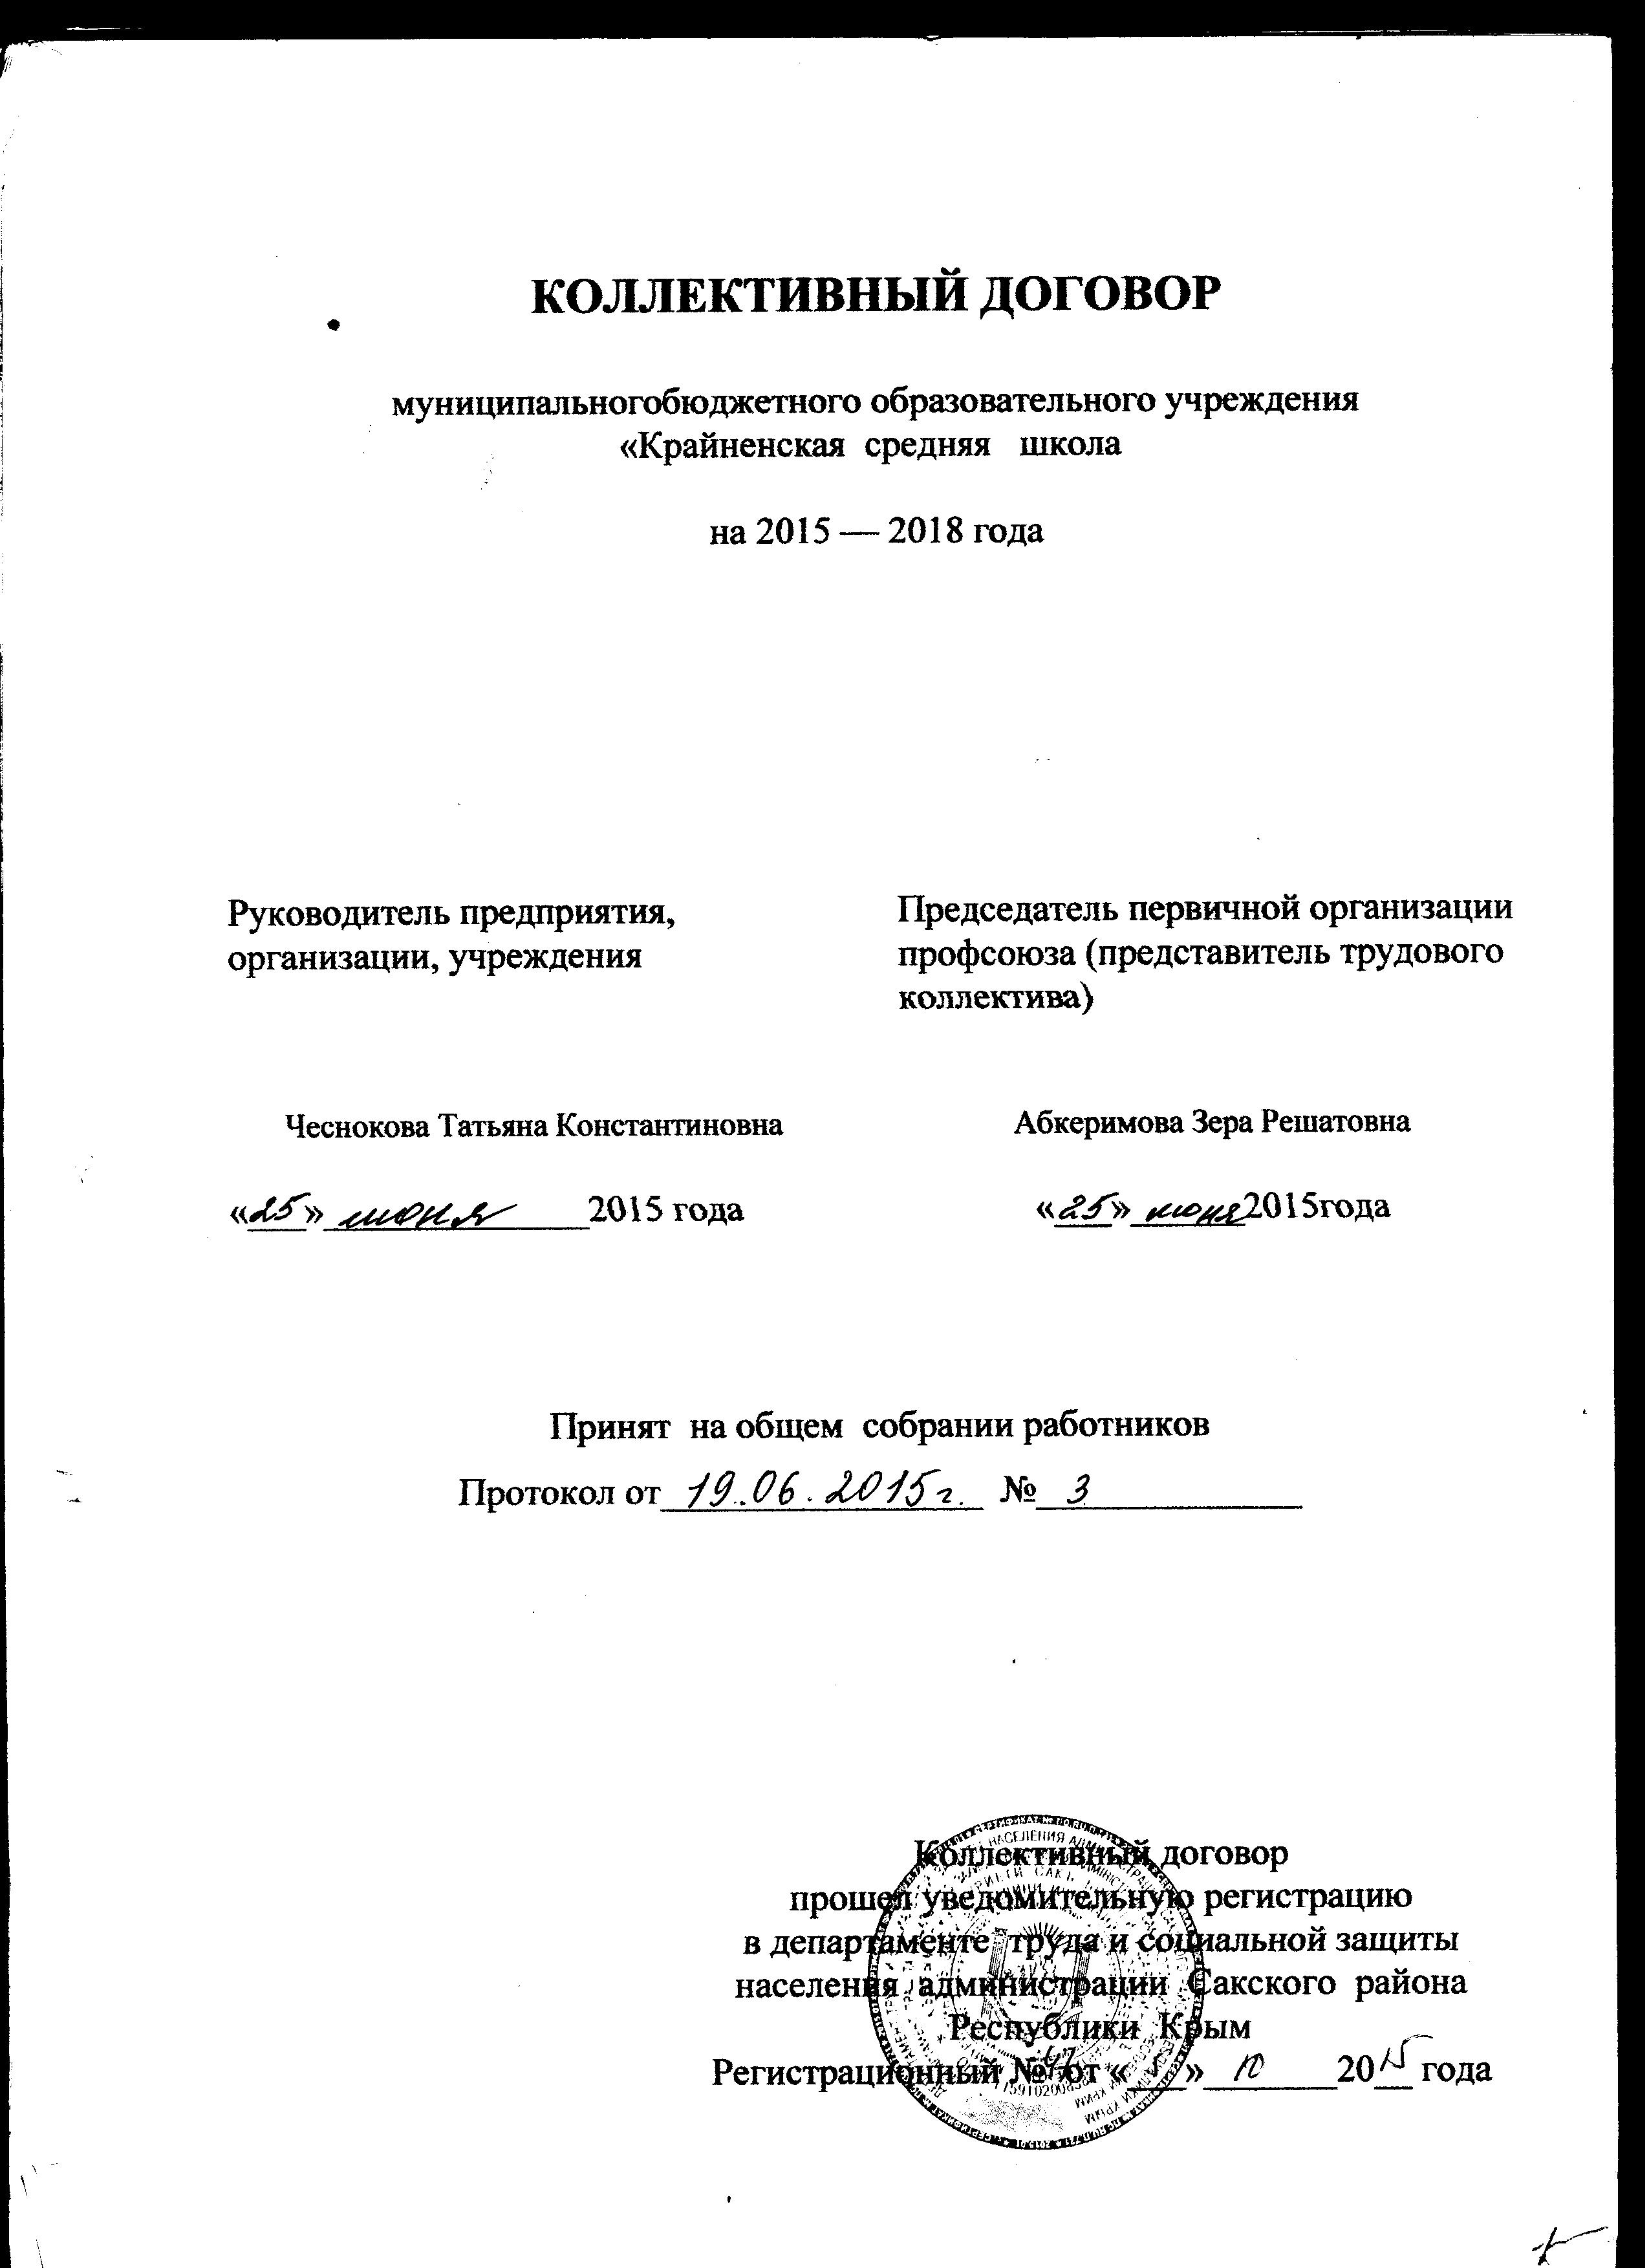 КОЛЛЕКТИВНЫЙ ДОГОВОР
муниципальногобюджетного образовательного учреждения
«Крайненская средняя школа
на 2015 — 2018 года
Руководитель предприятия,
организации, учреждения
Чеснокова Татьяна Константиновна
«25» июня 2015 года
Председатель первичной организации
профсоюза (представитель трудового
коллектива)
Абкеримова Зера Решатовна
«25» июня 2015года
Принят на общем собрании работников
Протокол от 19.06.2015г. № 3
Коллективный договор
прошел уведомительную регистрацию
в департаменте труда и социальной защиты
населения администрации Сакского района
Республики Крым
Регистрационный № от « » 10 2015 года